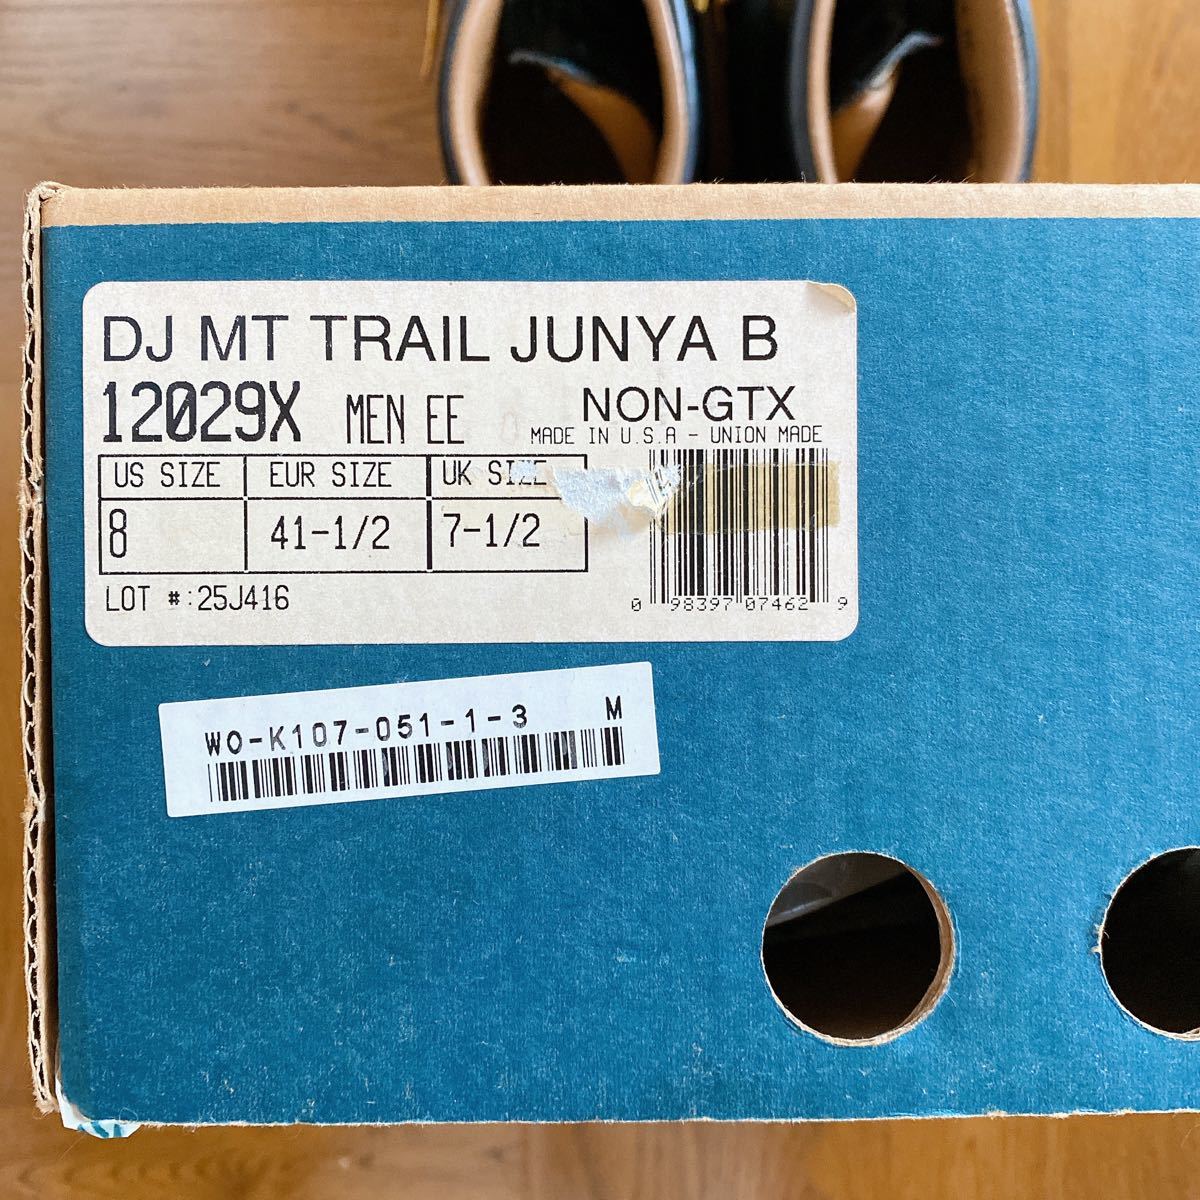 DJ MT TRAIL JUNYA B
12029X MEN EE NON-GTX
MADE IN U.S.A - UNION MADE
US SIZE EUR SIZE UK SIZE
8 41-1/2 7-1/2
LOT #:25J416
0 98397 07462 9
WO-K107-051-1-3 M